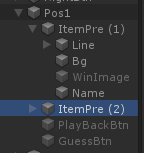 Pos1
ItemPre (1)
Line
Bg
WinImage
Name
ItemPre (2)
PlayBackBtn
GuessBtn